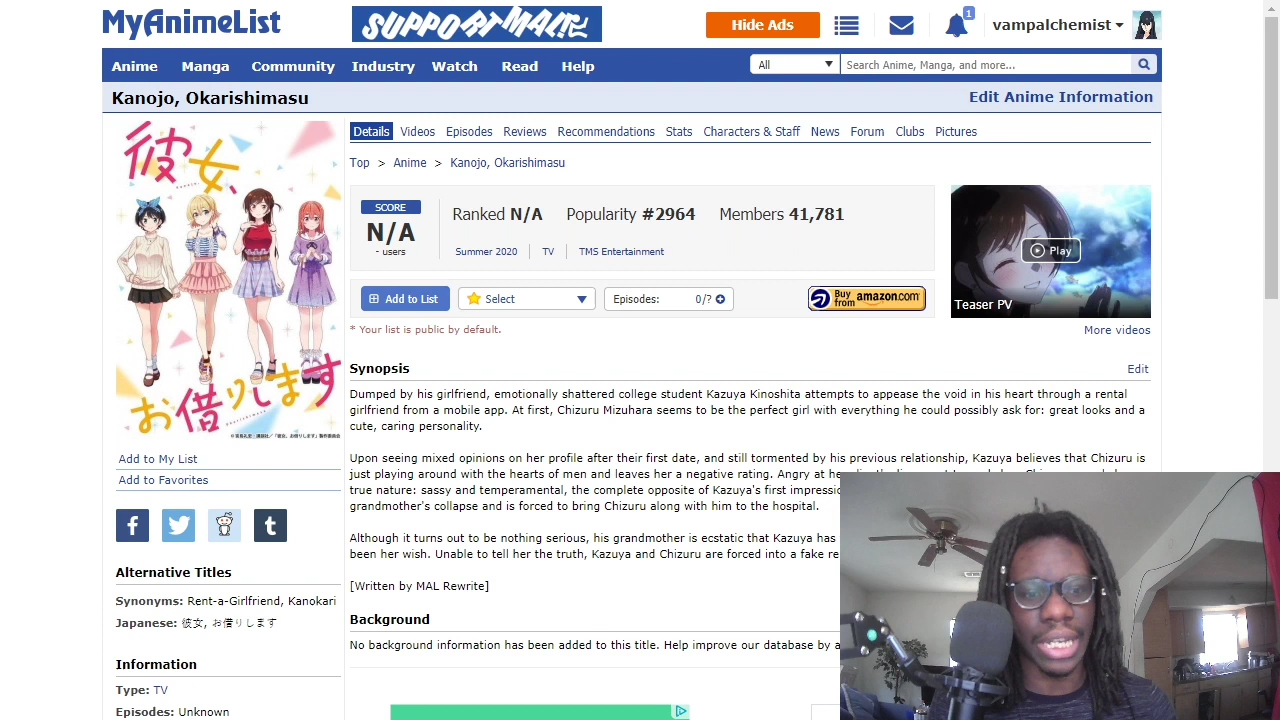 MyAnimeList
SUPPORT MAL
Hide Ads
1
vampalchemist
Anime Manga Community Industry Watch Read Help
All
Search Anime, Manga, and more...
Kanojo, Okarishimasu
Edit Anime Information
彼女、
お借りします
Details Videos Episodes Reviews Recommendations Stats Characters & Staff News Forum Clubs Pictures
Top > Anime > Kanojo, Okarishimasu
SCORE
N/A
- users
Ranked N/A Popularity #2964 Members 41,781
Summer 2020 TV TMS Entertainment
Add to List
Select
Episodes: 0/?
Buy from amazon.com
Play
Teaser PV
* Your list is public by default.
More videos
Synopsis
Edit
Dumped by his girlfriend, emotionally shattered college student Kazuya Kinoshita attempts to appease the void in his heart through a rental
girlfriend from a mobile app. At first, Chizuru Mizuhara seems to be the perfect girl with everything he could possibly ask for: great looks and a
cute, caring personality.
Upon seeing mixed opinions on her profile after their first date, and still tormented by his previous relationship, Kazuya believes that Chizuru is
just playing around with the hearts of men and leaves her a negative rating. Angry at he
true nature: sassy and temperamental, the complete opposite of Kazuya's first impressio
grandmother's collapse and is forced to bring Chizuru along with him to the hospital.
Although it turns out to be nothing serious, his grandmother is ecstatic that Kazuya has
been her wish. Unable to tell her the truth, Kazuya and Chizuru are forced into a fake re
[Written by MAL Rewrite]
Background
No background information has been added to this title. Help improve our database by a
Add to My List
Add to Favorites
f
t
Alternative Titles
Synonyms: Rent-a-Girlfriend, Kanokari
Japanese: 彼女, お借りします
Information
Type: TV
Episodes: Unknown